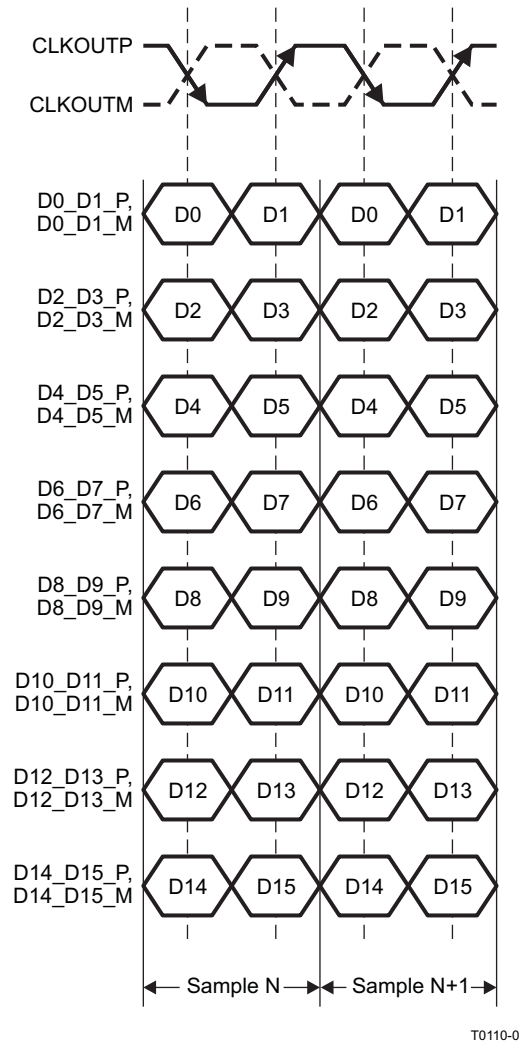 CLKOUTP
CLKOUTM
D0_D1_P,
D0_D1_M
D0 D1 D0 D1
D2_D3_P,
D2_D3_M
D2 D3 D2 D3
D4_D5_P,
D4_D5_M
D4 D5 D4 D5
D6_D7_P,
D6_D7_M
D6 D7 D6 D7
D8_D9_P,
D8_D9_M
D8 D9 D8 D9
D10_D11_P,
D10_D11_M
D10 D11 D10 D11
D12_D13_P,
D12_D13_M
D12 D13 D12 D13
D14_D15_P,
D14_D15_M
D14 D15 D14 D15
Sample N Sample N+1
T0110-0